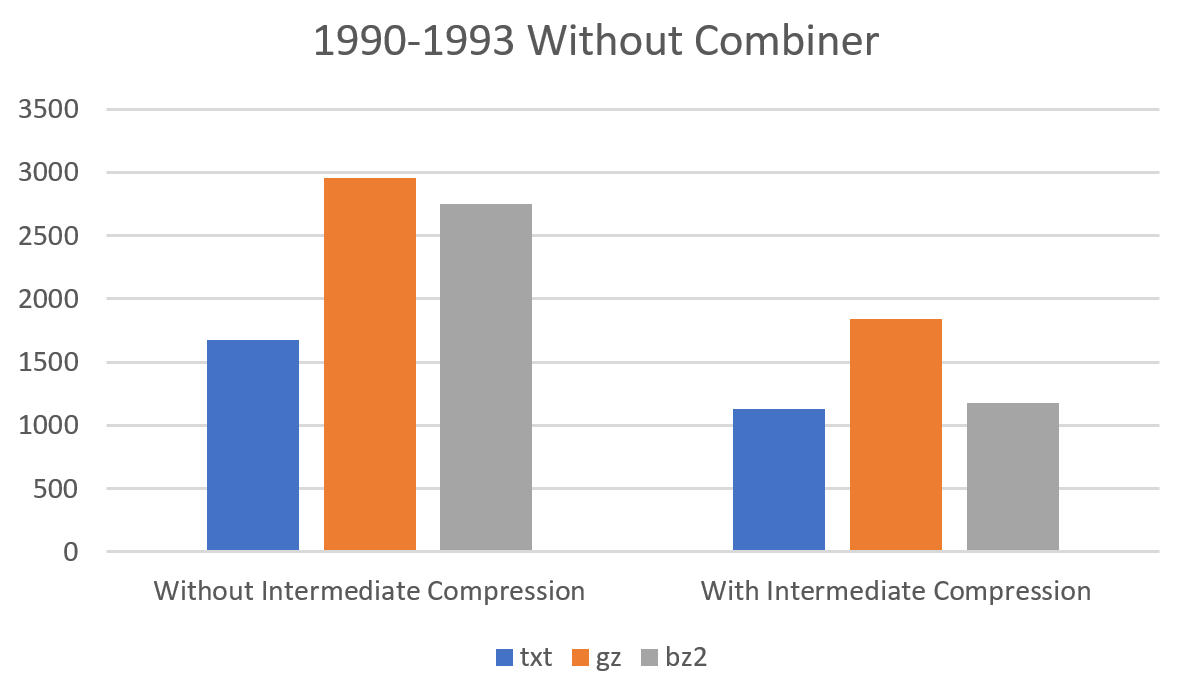 1990-1993 Without Combiner
3500
3000
2500
2000
1500
1000
500
0
Without Intermediate Compression With Intermediate Compression
txt gz bz2